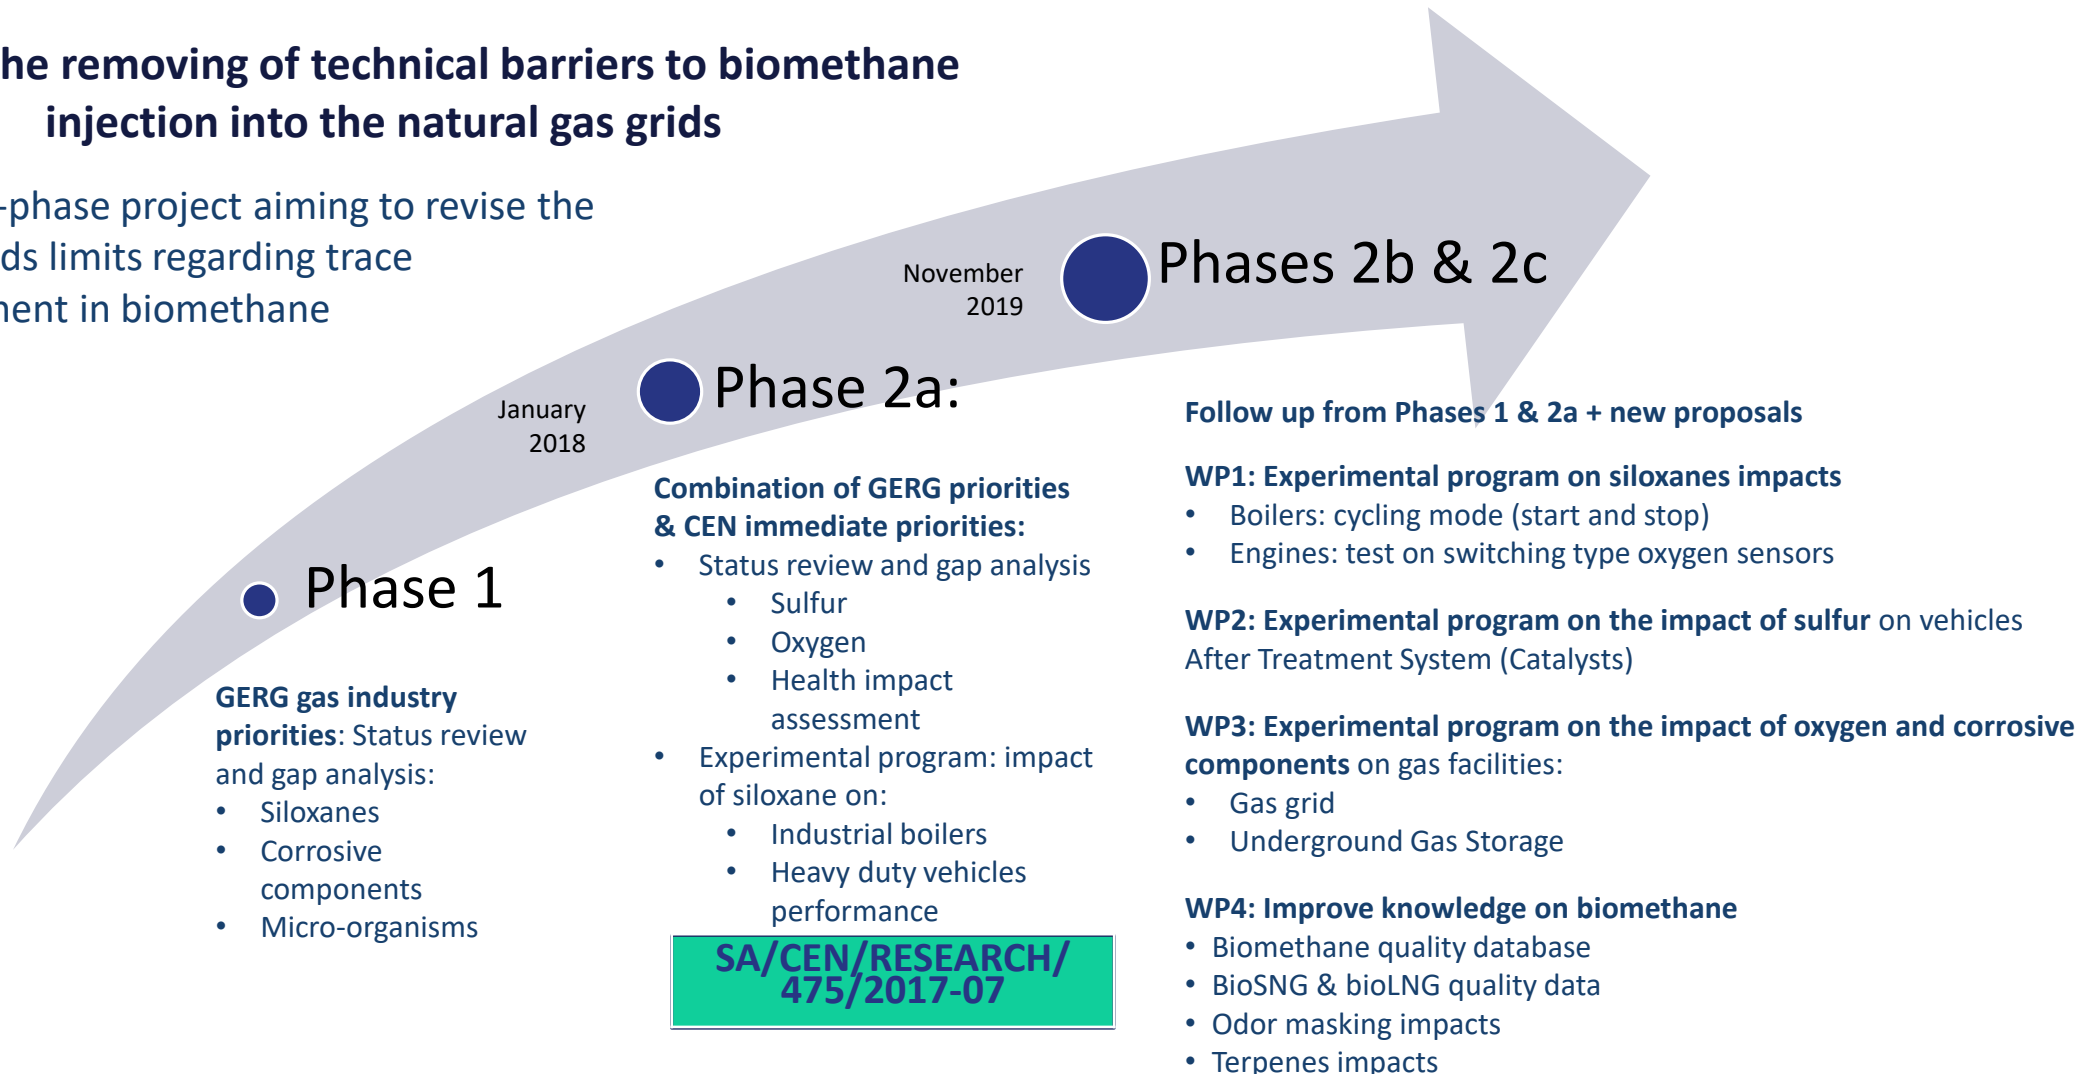 he removing of technical barriers to biomethane
injection into the natural gas grids
-phase project aiming to revise the
ds limits regarding trace
nent in biomethane
November
2019
Phases 2b & 2c
January
2018
Phase 2a:
Phase 1
GERG gas industry
priorities: Status review
and gap analysis:
• Siloxanes
• Corrosive
components
• Micro-organisms
Combination of GERG priorities
& CEN immediate priorities:
• Status review and gap analysis
• Sulfur
• Oxygen
• Health impact
assessment
• Experimental program: impact
of siloxane on:
• Industrial boilers
• Heavy duty vehicles
performance
SA/CEN/RESEARCH/
475/2017-07
Follow up from Phases 1 & 2a + new proposals
WP1: Experimental program on siloxanes impacts
• Boilers: cycling mode (start and stop)
• Engines: test on switching type oxygen sensors
WP2: Experimental program on the impact of sulfur on vehicles
After Treatment System (Catalysts)
WP3: Experimental program on the impact of oxygen and corrosive
components on gas facilities:
• Gas grid
• Underground Gas Storage
WP4: Improve knowledge on biomethane
• Biomethane quality database
• BioSNG & bioLNG quality data
• Odor masking impacts
• Terpenes impacts